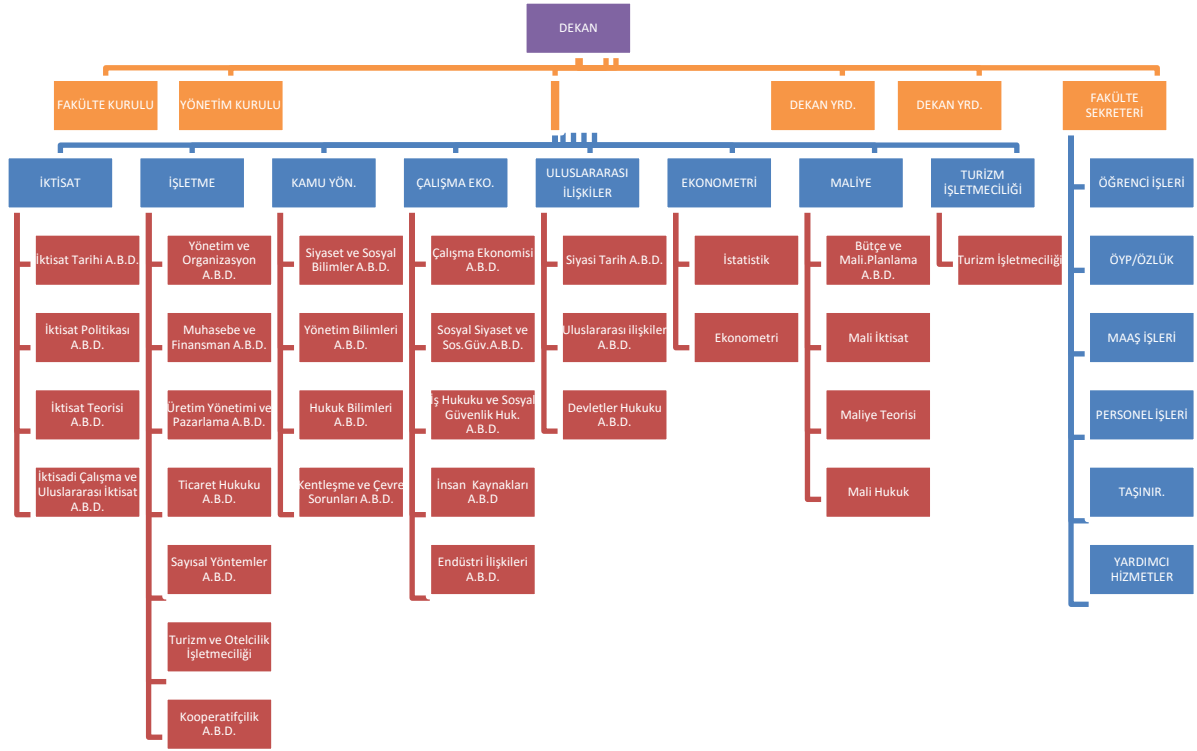 DEKAN
FAKÜLTE KURULU
YÖNETİM KURULU
DEKAN YRD.
DEKAN YRD.
FAKÜLTE
SEKRETERİ
İKTİSAT
İŞLETME
KAMU YÖN.
ÇALIŞMA EKO.
ULUSLARARASI
İLİŞKİLER
EKONOMETRİ
MALİYE
TURİZM
İŞLETMECİLİĞİ
İktisat Tarihi A.B.D.
İktisat Politikası
A.B.D.
İktisat Teorisi
A.B.D.
İktisadi Çalışma ve
Uluslararası İktisat
A.B.D.
Yönetim ve
Organizasyon
A.B.D.
Muhasebe ve
Finansman A.B.D.
Üretim Yönetimi ve
Pazarlama A.B.D.
Ticaret Hukuku
A.B.D.
Sayısal Yöntemler
A.B.D.
Turizm ve Otelcilik
İşletmeciliği
Kooperatifçilik
A.B.D.
Siyaset ve Sosyal
Bilimler A.B.D.
Yönetim Bilimleri
A.B.D.
Hukuk Bilimleri
A.B.D.
Kentleşme ve Çevre
Sorunları A.B.D.
Çalışma Ekonomisi
A.B.D.
Sosyal Siyaset ve
Sos.Güv.A.B.D.
İş Hukuku ve Sosyal
Güvenlik Huk.
A.B.D.
İnsan  Kaynakları
A.B.D
Endüstri İlişkileri
A.B.D.
Siyasi Tarih A.B.D.
Uluslararası ilişkiler
A.B.D.
Devletler Hukuku
A.B.D.
İstatistik
Ekonometri
Bütçe ve
Mali.Planlama
A.B.D.
Mali İktisat
Maliye Teorisi
Mali Hukuk
Turizm İşletmeciliği
ÖĞRENCİ İŞLERİ
ÖYP/ÖZLÜK
MAAŞ İŞLERİ
PERSONEL İŞLERİ
TAŞINIR.
YARDIMCI
HİZMETLER